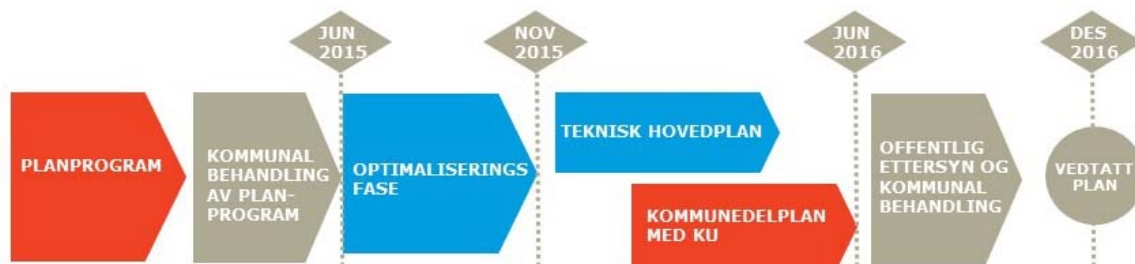 JUN
2015
NOV
2015
JUN
2016
DES
2016
PLANPROGRAM
KOMMUNAL
BEHANDLING
AV PLAN-
PROGRAM
OPTIMALISERINGS
FASE
TEKNISK HOVEDPLAN
KOMMUNEDELPLAN
MED KU
OFFENTLIG
ETTERSYN OG
KOMMUNAL
BEHANDLING
VEDTATT
PLAN